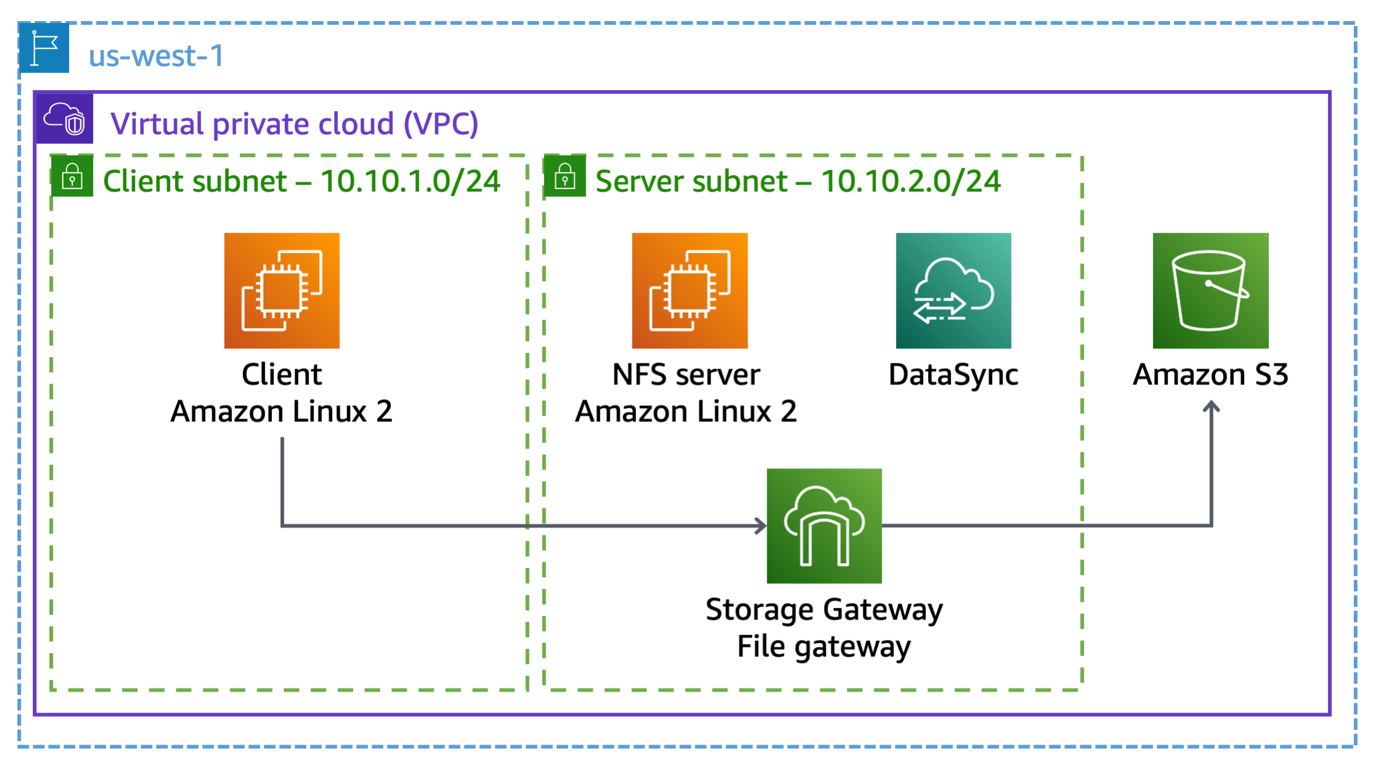 us-west-1
Virtual private cloud (VPC)
Client subnet – 10.10.1.0/24
Server subnet – 10.10.2.0/24
Client
Amazon Linux 2
NFS server
Amazon Linux 2
DataSync
Amazon S3
Storage Gateway
File gateway